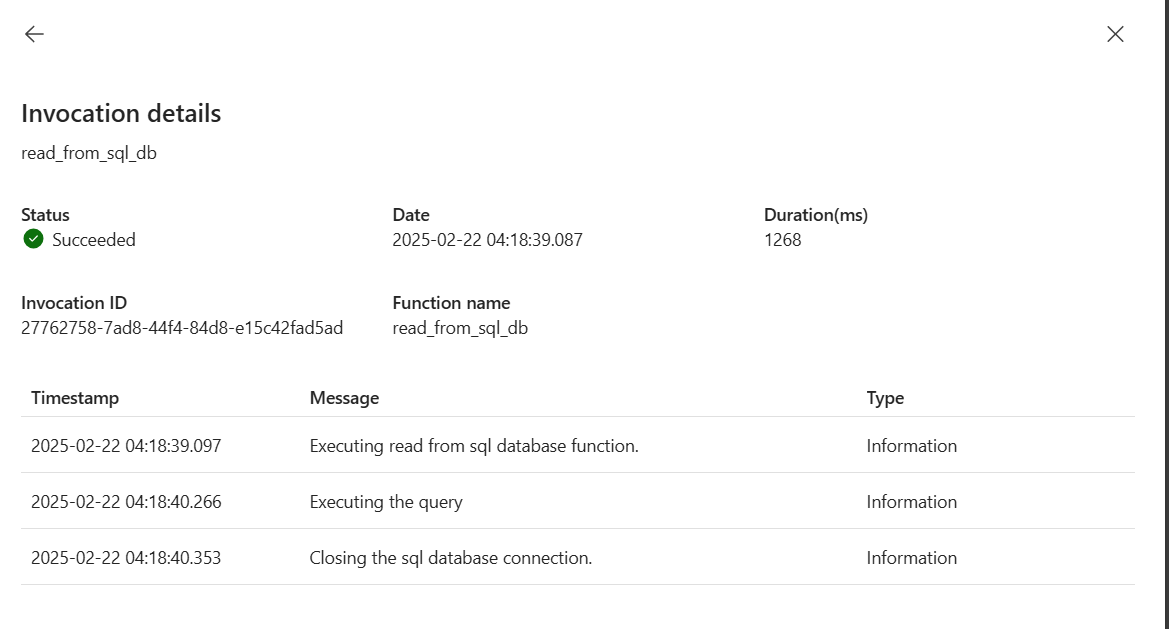 Invocation details
read_from_sql_db
Status Date Duration(ms)
Succeeded 2025-02-22 04:18:39.087 1268
Invocation ID Function name
27762758-7ad8-44f4-84d8-e15c42fad5ad read_from_sql_db
Timestamp Message Type
2025-02-22 04:18:39.097 Executing read from sql database function. Information
2025-02-22 04:18:40.266 Executing the query Information
2025-02-22 04:18:40.353 Closing the sql database connection. Information